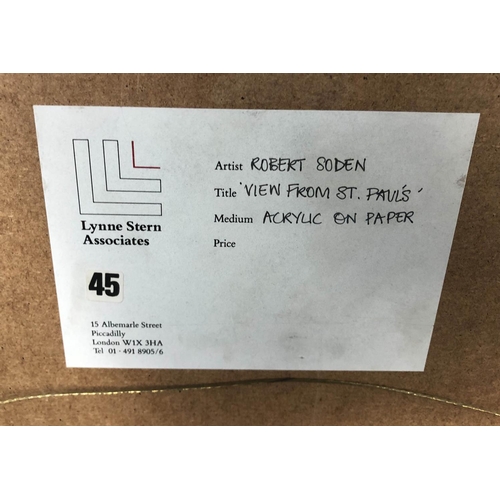 Lynne Stern
Associates
45
15 Albemarle Street
Piccadilly
London W1X 3HA
Tel 01 · 491 8905/6
Artist ROBERT SODEN
Title 'VIEW FROM ST. PAUL'S'
Medium ACRYLIC ON PAPER
Price